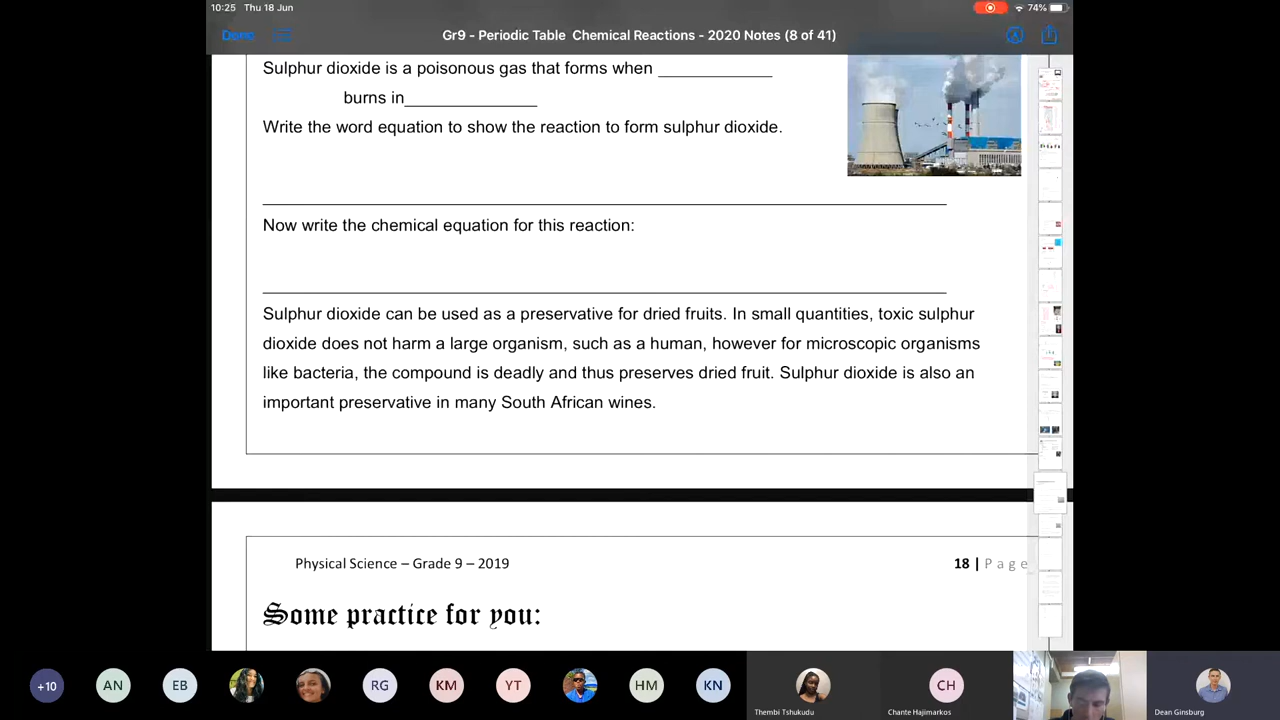 10:25 Thu 18 Jun
74%
Done
Gr9 - Periodic Table Chemical Reactions - 2020 Notes (8 of 41)
Sulphur dioxide is a poisonous gas that forms when ____________
burns in______________
Write the word equation to show the reaction to form sulphur dioxide.
Now write the chemical equation for this reaction:
Sulphur dioxide can be used as a preservative for dried fruits. In small quantities, toxic sulphur
dioxide does not harm a large organism, such as a human, however for microscopic organisms
like bacteria, the compound is deadly and thus preserves dried fruit. Sulphur dioxide is also an
important preservative in many South African wines.
Physical Science – Grade 9 – 2019
18 | Page
Some practice for you:
+10
AN
EB
RG
KM
YT
HM
KN
Thembi Tshukudu
CH
Chante Hajimarkos
Dean Ginsburg